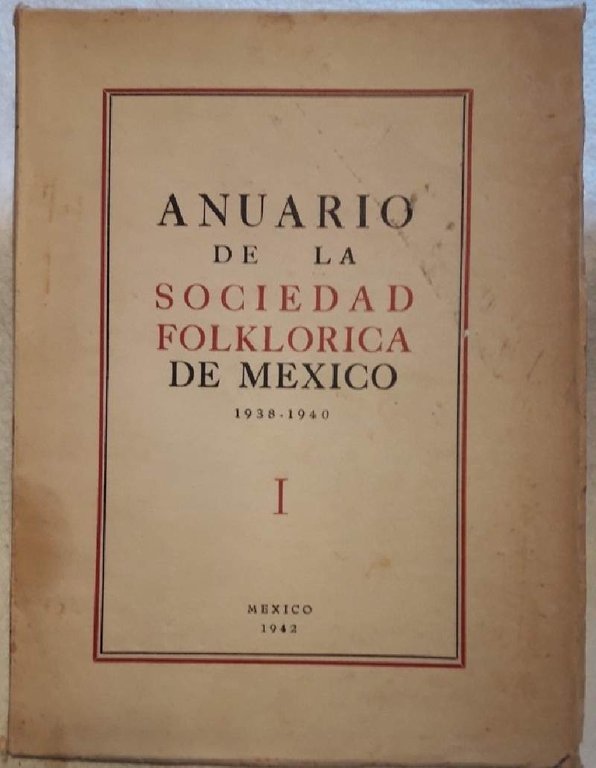 ANUARIO
DE LA
SOCIEDAD
FOLKLORICA
DE MEXICO
1938-1940
I
MEXICO
1942